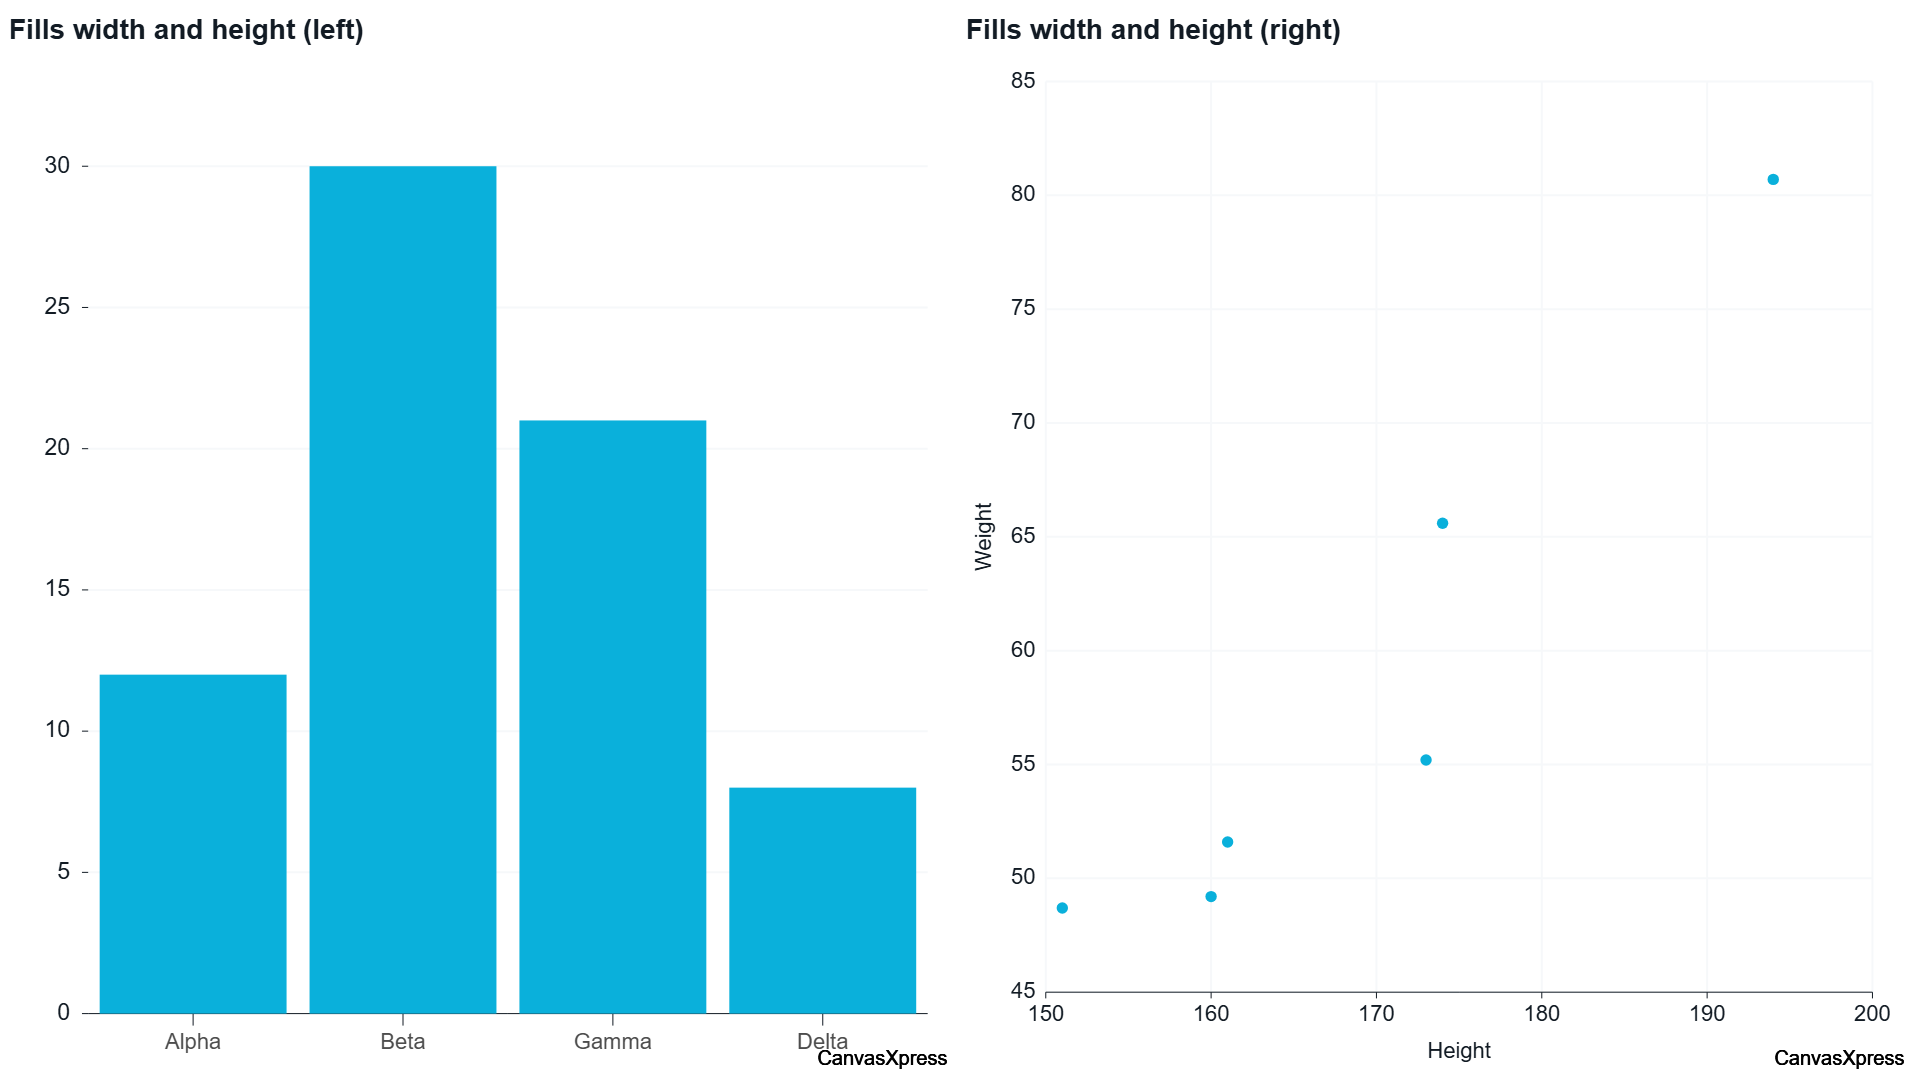 Fills width and height (left)
30
25
20
15
10
5
0
Alpha Beta Gamma Delta
CanvasXpress
Fills width and height (right)
85
80
75
70
65
60
55
50
45
Weight
150 160 170 180 190 200
Height
CanvasXpress